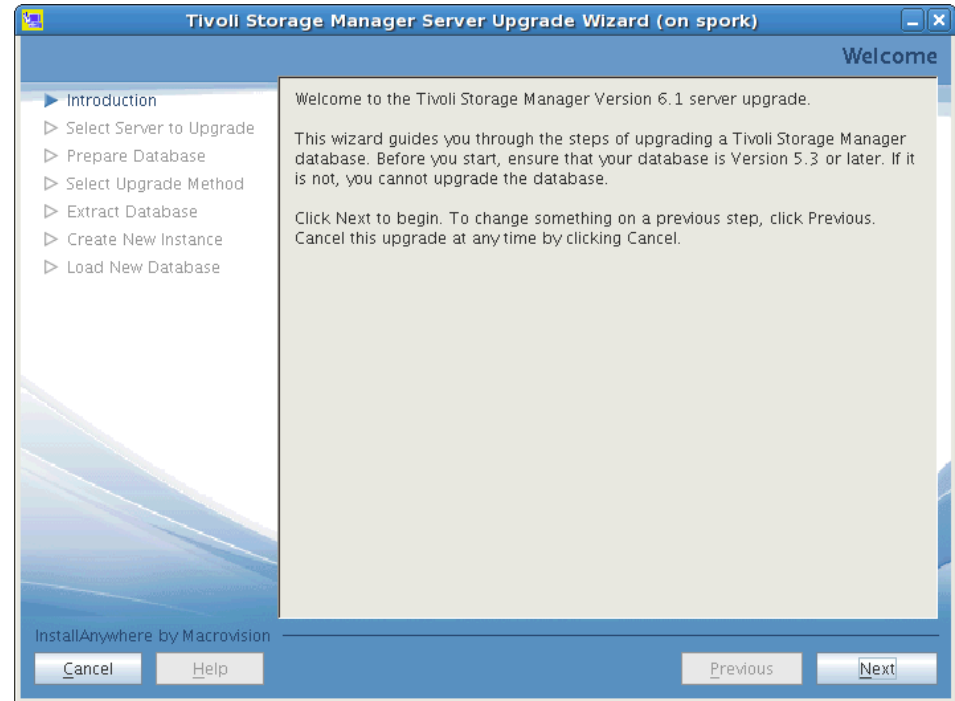 Tivoli Storage Manager Server Upgrade Wizard (on spork)
Welcome
Introduction
Select Server to Upgrade
Prepare Database
Select Upgrade Method
Extract Database
Create New Instance
Load New Database
Welcome to the Tivoli Storage Manager Version 6.1 server upgrade.
This wizard guides you through the steps of upgrading a Tivoli Storage Manager
database. Before you start, ensure that your database is Version 5.3 or later. If it
is not, you cannot upgrade the database.
Click Next to begin. To change something on a previous step, click Previous.
Cancel this upgrade at any time by clicking Cancel.
InstallAnywhere by Macrovision
Cancel Help Previous Next